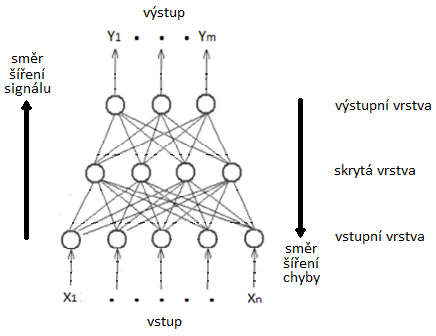 výstup
Y1 • • • Ym
směr
šíření
signálu
výstupní vrstva
skrytá vrstva
vstupní vrstva
směr
šíření
chyby
X1 • • • • • Xn
vstup